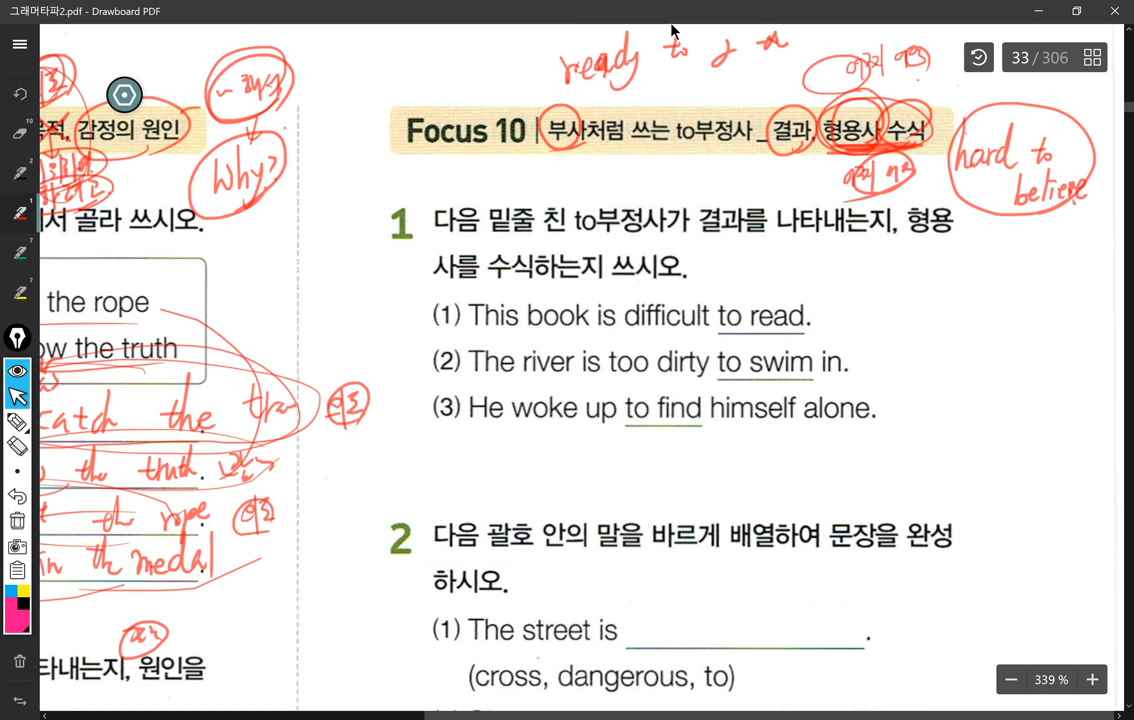 그래머타파2.pdf - Drawboard PDF
ready to
33 / 306
감정의 원인
Why?
Focus 10 | 부사처럼 쓰는 to부정사 _ 결과, 형용사 수식
hard to
believe
서 골라 쓰시오.
the rope
ow the truth
catch the
the truth.
the rope.
in the medal
타내는지, 원인을
1 다음 밑줄 친 to부정사가 결과를 나타내는지, 형용
사를 수식하는지 쓰시오.
(1) This book is difficult to read.
(2) The river is too dirty to swim in.
(3) He woke up to find himself alone.
2 다음 괄호 안의 말을 바르게 배열하여 문장을 완성
하시오.
(1) The street is .
(cross, dangerous, to)
339 %
10
2
1
7
7